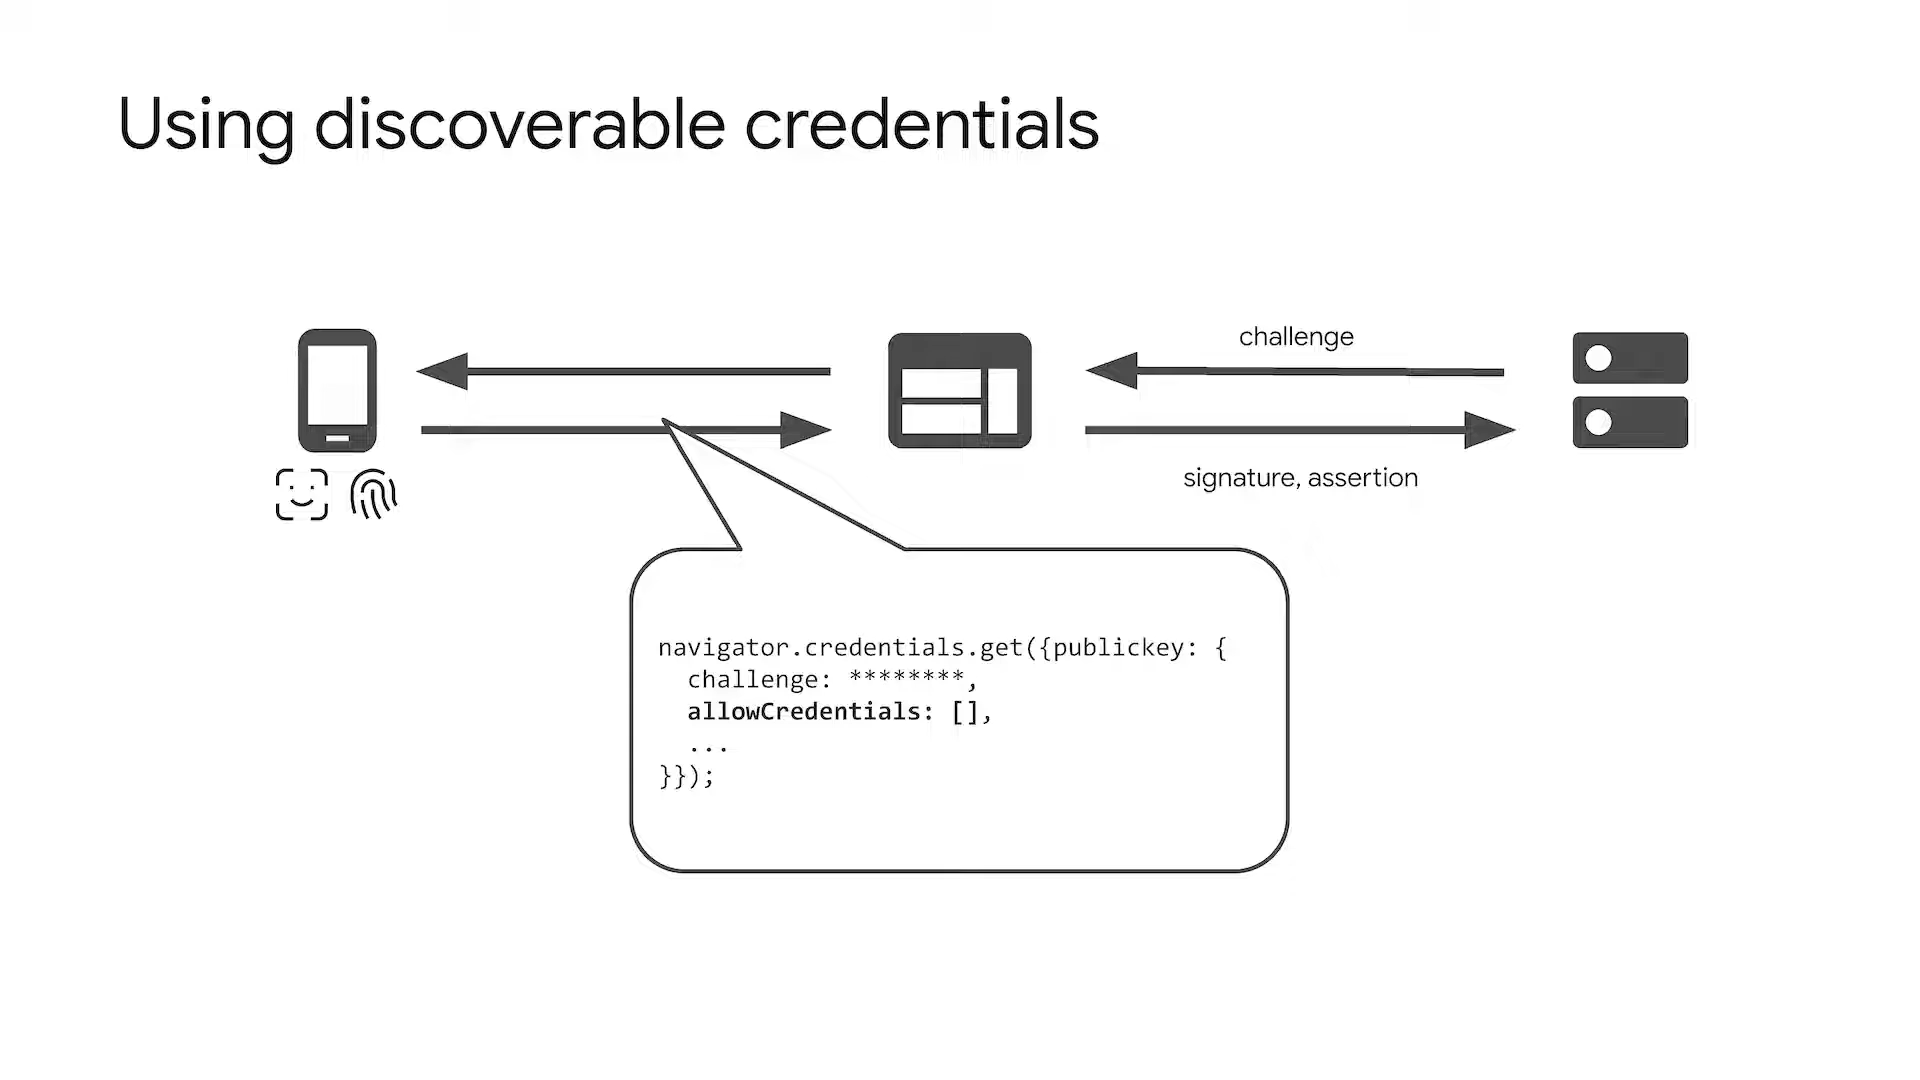 Using discoverable credentials
challenge
signature, assertion
navigator.credentials.get({publickey: {
challenge: ********,
allowCredentials: [],
...
}});